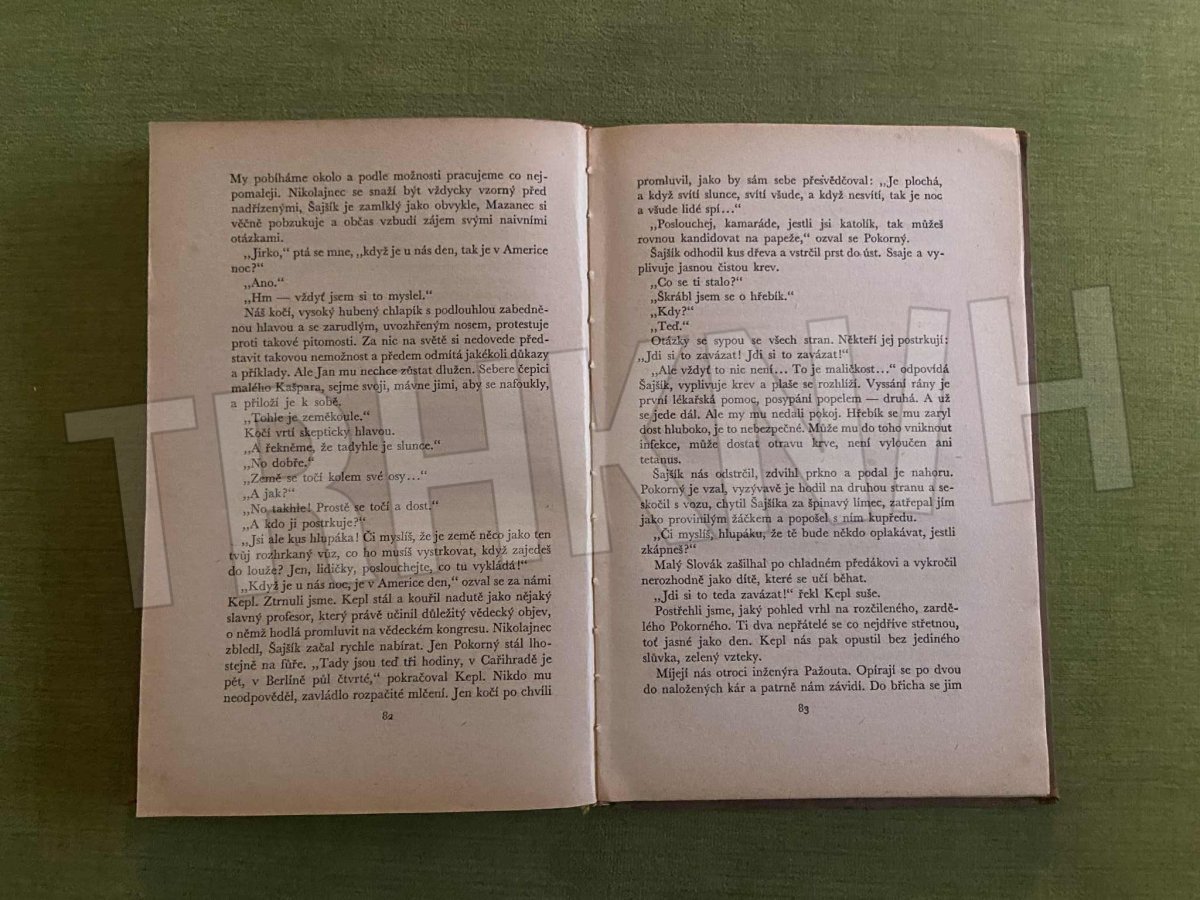 My pobíháme okolo a podle možnosti pracujeme co nej-
pomaleji. Nikolajnec se snaží být vždycky vzorný před
nadřízenými, Šajšík je zamlklý jako obvykle, Mazanec si
věčně pobzukuje a občas vzbudí zájem svými naivními
otázkami.
„Jirko,“ ptá se mne, „když je u nás den, tak je v Americe
noc?“
„Ano.“
„Hm — vždyť jsem si to myslel.“
Náš kočí, vysoký hubený chlapík s podlouhlou zabedně-
nou hlavou a se zarudlým, uvozhřeným nosem, protestuje
proti takové pitomosti. Za nic na světě si nedovede před-
stavit takovou nemožnost a předem odmítá jakékoli důkazy
a příklady. Ale Jan mu nechce zůstat dlužen. Sebere čepici
malého Kašpara, sejme svoji, mávne jimi, aby se nafoukly,
a přiloží je k sobě.
„Tohle je zeměkoule.“
Kočí vrtí skepticky hlavou.
„A řekněme, že tadyhle je slunce.“
„No dobře.“
„Země se točí kolem své osy...“
„A jak?“
„No takhle! Prostě se točí a dost.“
„A kdo ji postrkuje?“
„Jsi ale kus hlupáka! Či myslíš, že je země něco jako ten
tvůj rozhrkaný vůz, co ho musíš vystrkovat, když zajedeš
do louže? Jen, lidičky, poslouchejte, co tu vykládá!“
„Když je u nás noc, je v Americe den,“ ozval se za námi
Kepl. Ztrnuli jsme. Kepl stál a kouřil nadutě jako nějaký
slavný profesor, který právě učinil důležitý vědecký objev,
o němž hodlá promluvit na vědeckém kongresu. Nikolajnec
zbledl, Šajšík začal rychle nabírat. Jen Pokorný stál lho-
stejně na fůře. „Tady jsou teď tři hodiny, v Cařihradě je
pět, v Berlíně půl čtvrté,“ pokračoval Kepl. Nikdo mu
neodpověděl, zavládlo rozpačité mlčení. Jen kočí po chvíli
82
promluvil, jako by sám sebe přesvědčoval: „Je plochá,
a když svítí slunce, svítí všude, a když nesvítí, tak je noc
a všude lidé spí...“
„Poslouchej, kamaráde, jestli jsi katolík, tak můžeš
rovnou kandidovat na papeže,“ ozval se Pokorný.
Šajšík odhodil kus dřeva a vstrčil prst do úst. Ssaje a vy-
plivuje jasnou čistou krev.
„Co se ti stalo?“
„Škrábl jsem se o hřebík.“
„Kdy?“
„Teď.“
Otázky se sypou se všech stran. Někteří jej postrkují:
„Jdi si to zavázat! Jdi si to zavázat!“
„Ale vždyť to nic není... To je maličkost...“ odpovídá
Šajšík, vyplivuje krev a plaše se rozhlíží. Vyssání rány je
první lékařská pomoc, posypání popelem — druhá. A už
se jede dál. Ale my mu nedali pokoj. Hřebík se mu zaryl
dost hluboko, je to nebezpečné. Může mu do toho vniknout
infekce, může dostat otravu krve, není vyloučen ani
tetanus.
Šajšík nás odstrčil, zdvihl prkno a podal je nahoru.
Pokorný je vzal, vyzývavě je hodil na druhou stranu a se-
skočil s vozu, chytil Šajšíka za špinavý límec, zatřepal jím
jako provinilým žáčkem a popošel s ním kupředu.
„Či myslíš, hlupáku, že tě bude někdo oplakávat, jestli
zkápneš?“
Malý Slovák zašilhal po chladném předákovi a vykročil
nerozhodně jako dítě, které se učí běhat.
„Jdi si to teda zavázat!“ řekl Kepl suše.
Postřehli jsme, jaký pohled vrhl na rozčileného, zardě-
lého Pokorného. Ti dva nepřátelé se co nejdříve střetnou,
toť jasné jako den. Kepl nás pak opustil bez jediného
slůvka, zelený vzteky.
Míjejí nás otroci inženýra Pažouta. Opírají se po dvou
do naložených kár a patrně nám závidí. Do břicha se jim
83
TRHKNIH